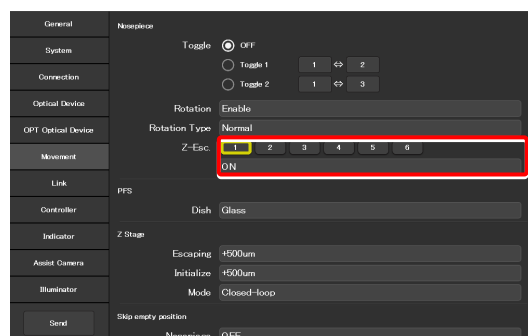 General
System
Connection
Optical Device
OPT Optical Device
Movement
Link
Controller
Indicator
Assist Camera
Illuminator
Send
Nosepiece
Toggle OFF
Toggle 1 1 ⇔ 2
Toggle 2 1 ⇔ 3
Rotation Enable
Rotation Type Normal
Z-Esc. 1 2 3 4 5 6
ON
PFS
Dish Glass
Z Stage
Escaping +500um
Initialize +500um
Mode Closed-loop
Skip empty position
Nosepiece OFF